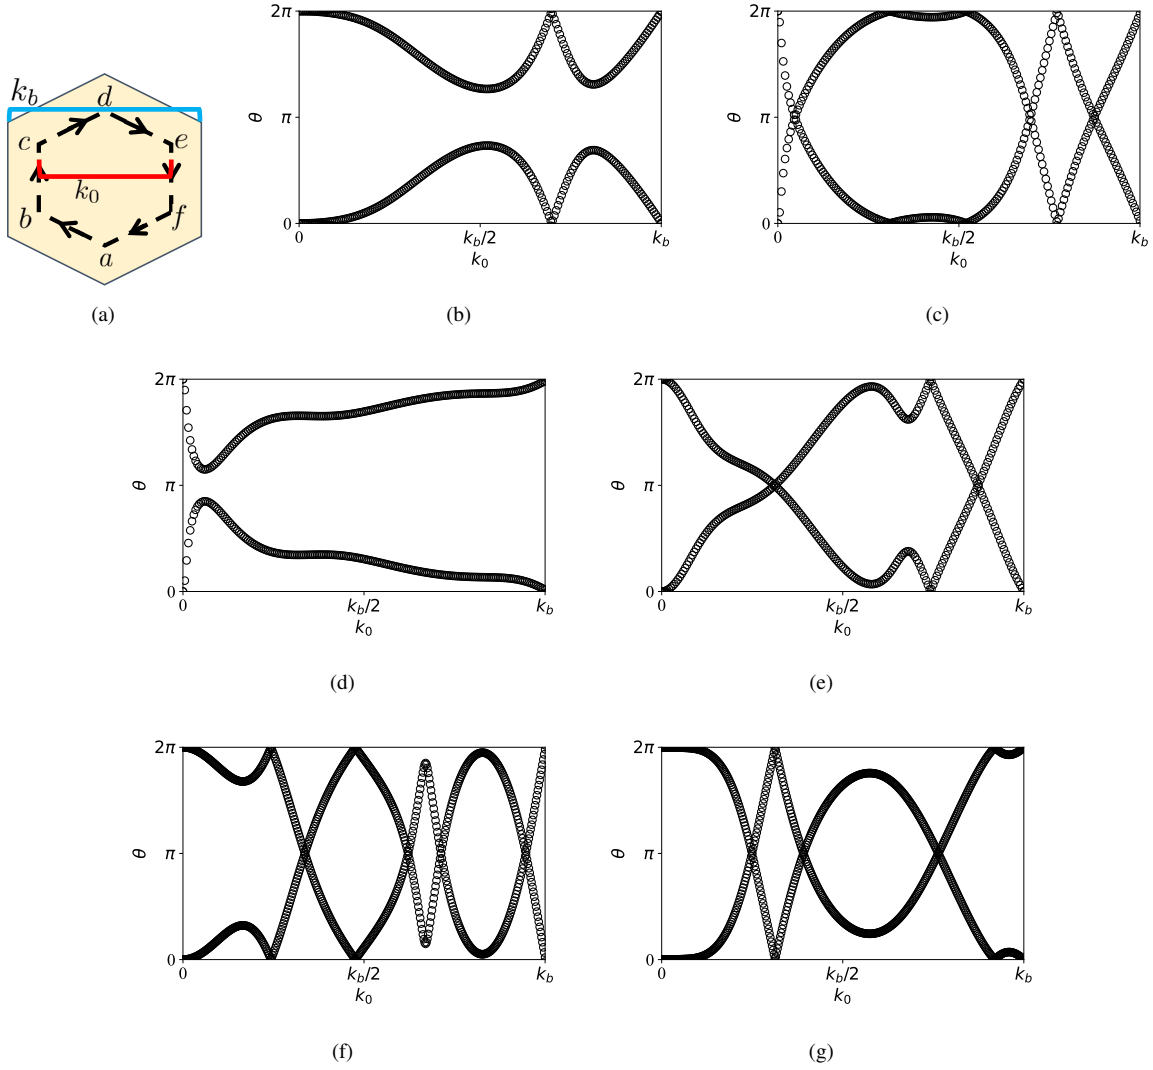 k_b
d
c
e
k_0
b
f
a
(a)
2π
θ π
0
0 k_b/2 k_b
k_0
(b)
2π
θ π
0
0 k_b/2 k_b
k_0
(c)
2π
θ π
0
0 k_b/2 k_b
k_0
(d)
2π
θ π
0
0 k_b/2 k_b
k_0
(e)
2π
θ π
0
0 k_b/2 k_b
k_0
(f)
2π
θ π
0
0 k_b/2 k_b
k_0
(g)